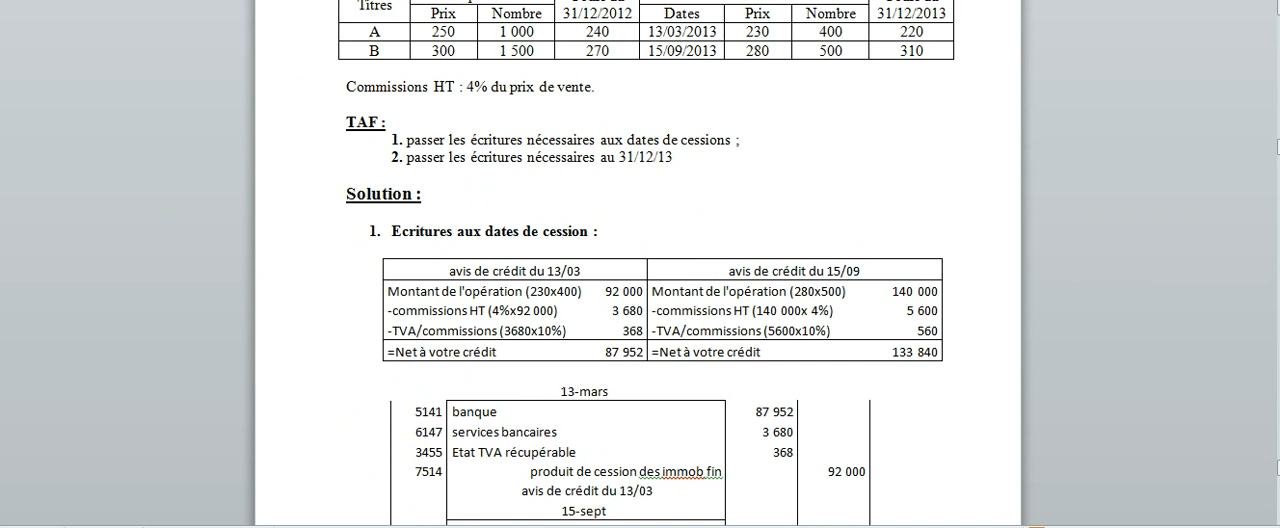 Titres
Prix Nombre 31/12/2012 Dates Prix Nombre 31/12/2013
A 250 1 000 240 13/03/2013 230 400 220
B 300 1 500 270 15/09/2013 280 500 310
Commissions HT : 4% du prix de vente.
TAF :
1. passer les écritures nécessaires aux dates de cessions ;
2. passer les écritures nécessaires au 31/12/13
Solution :
1. Ecritures aux dates de cession :
avis de crédit du 13/03 avis de crédit du 15/09
Montant de l'opération (230x400) 92 000 Montant de l'opération (280x500) 140 000
-commissions HT (4%x92 000) 3 680 -commissions HT (140 000x 4%) 5 600
-TVA/commissions (3680x10%) 368 -TVA/commissions (5600x10%) 560
=Net à votre crédit 87 952 =Net à votre crédit 133 840
13-mars
5141 banque 87 952
6147 services bancaires 3 680
3455 Etat TVA récupérable 368
7514 produit de cession des immob fin 92 000
avis de crédit du 13/03
15-sept